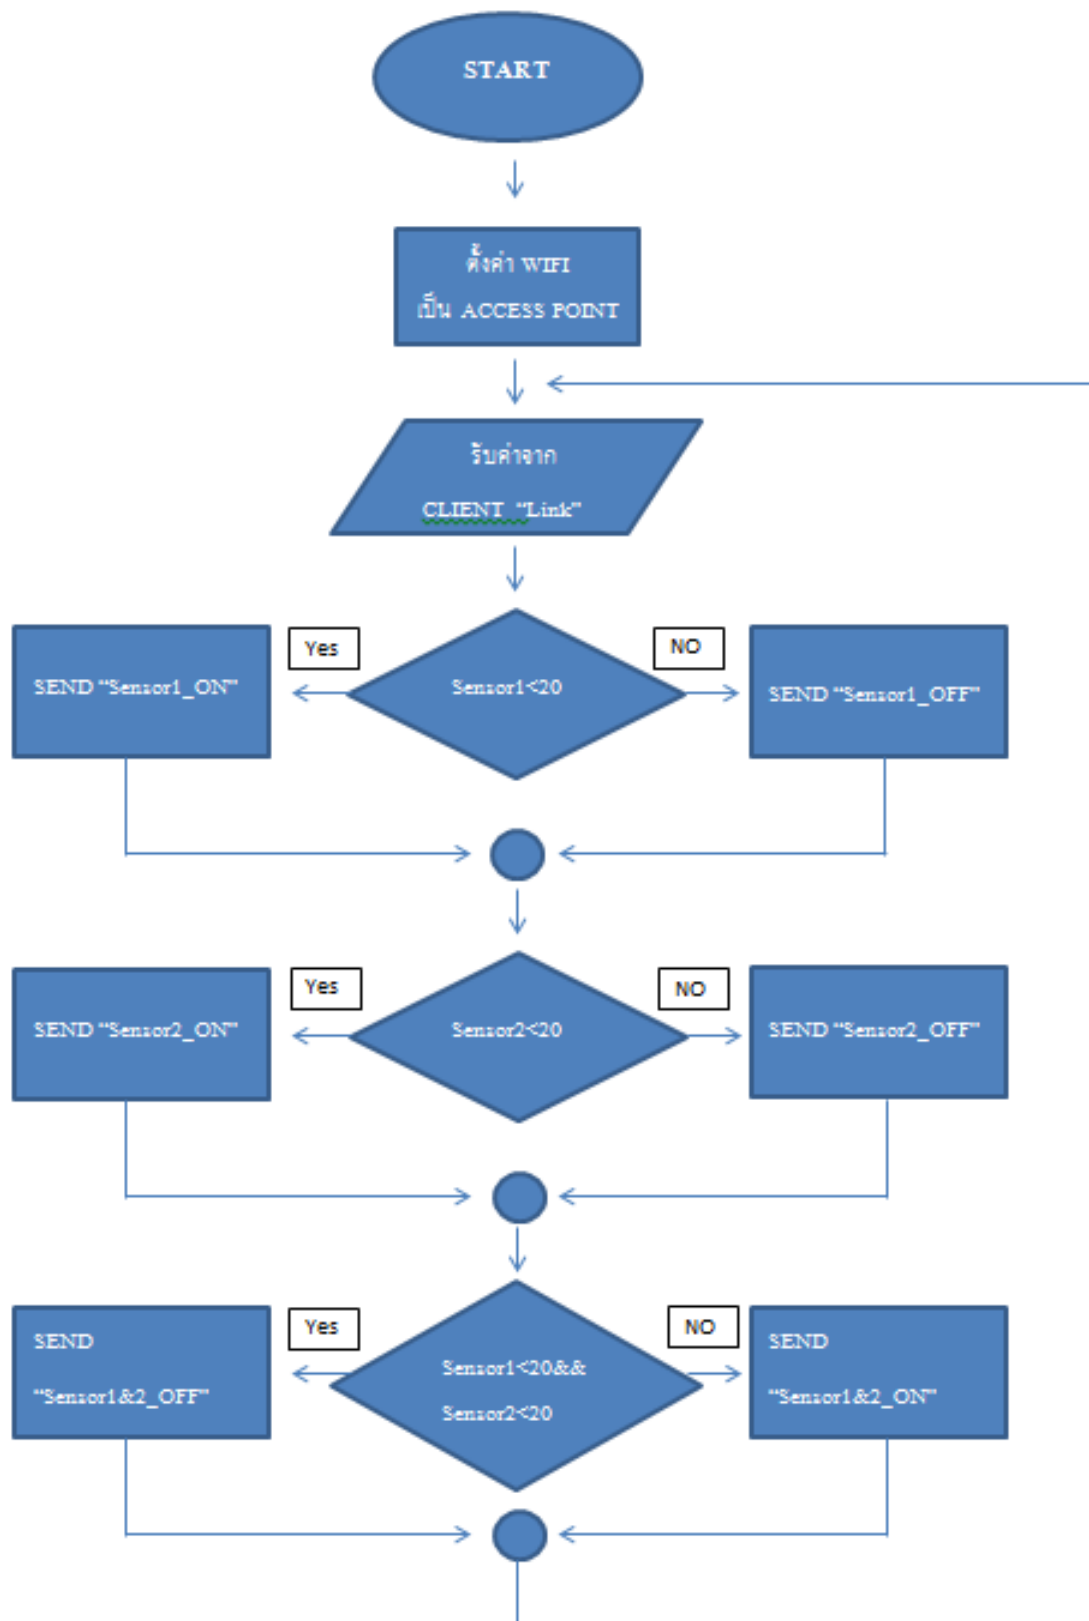 START
ตั้งค่า WIFI
เป็น ACCESS POINT
รับค่าจาก
CLIENT “Link”
Yes
NO
SEND “Sensor1_ON”
Sensor1<20
SEND “Sensor1_OFF”
Yes
NO
SEND “Sensor2_ON”
Sensor2<20
SEND “Sensor2_OFF”
Yes
NO
SEND
“Sensor1&2_OFF”
Sensor1<20&&
Sensor2<20
SEND
“Sensor1&2_ON”